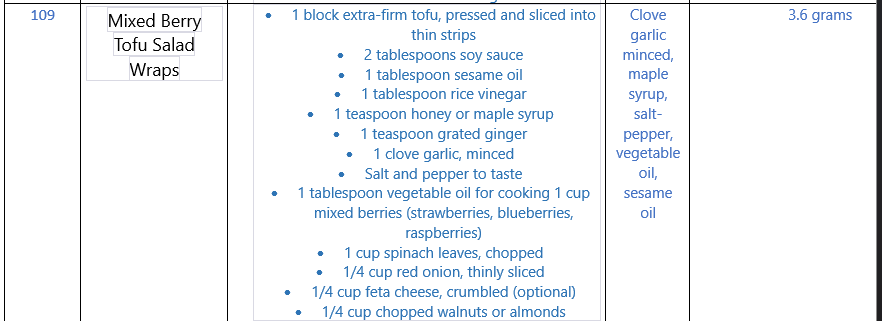 109
Mixed Berry
Tofu Salad
Wraps
• 1 block extra-firm tofu, pressed and sliced into
thin strips
• 2 tablespoons soy sauce
• 1 tablespoon sesame oil
• 1 tablespoon rice vinegar
• 1 teaspoon honey or maple syrup
• 1 teaspoon grated ginger
• 1 clove garlic, minced
• Salt and pepper to taste
• 1 tablespoon vegetable oil for cooking 1 cup
mixed berries (strawberries, blueberries,
raspberries)
• 1 cup spinach leaves, chopped
• 1/4 cup red onion, thinly sliced
• 1/4 cup feta cheese, crumbled (optional)
• 1/4 cup chopped walnuts or almonds
Clove
garlic
minced,
maple
syrup,
salt-
pepper,
vegetable
oil,
sesame
oil
3.6 grams